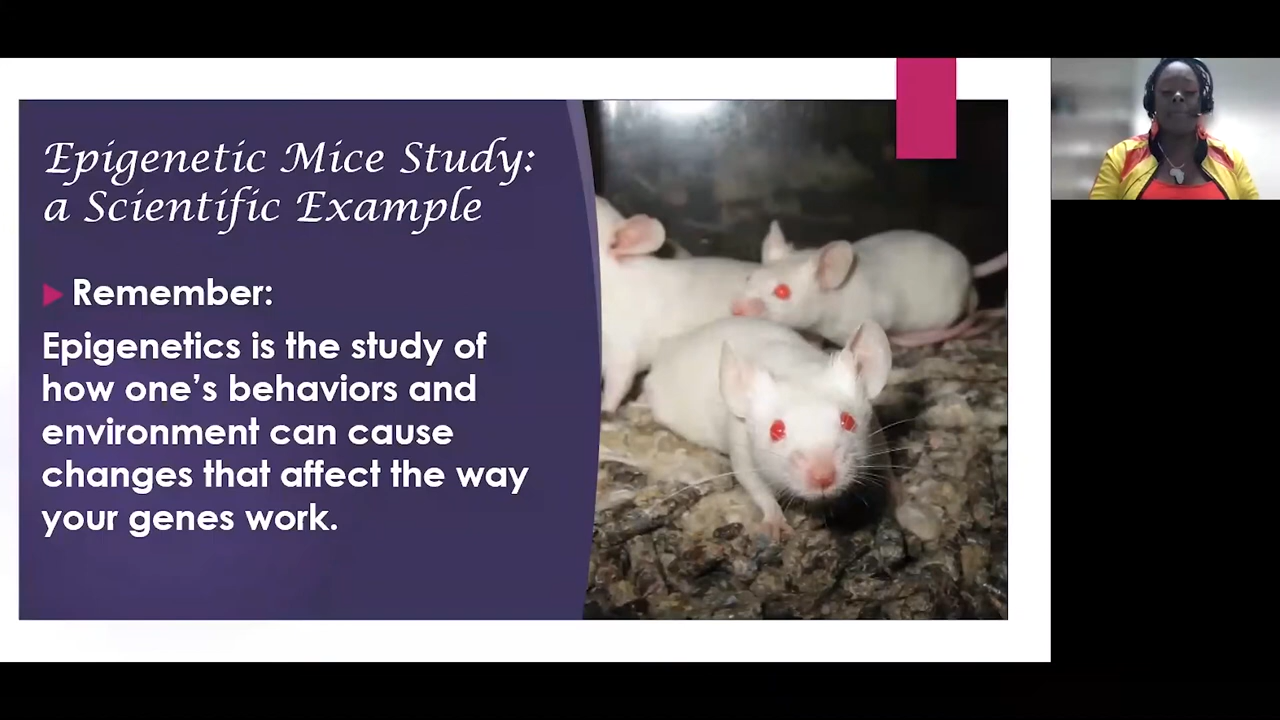 Epigenetic Mice Study:
a Scientific Example
Remember:
Epigenetics is the study of
how one’s behaviors and
environment can cause
changes that affect the way
your genes work.